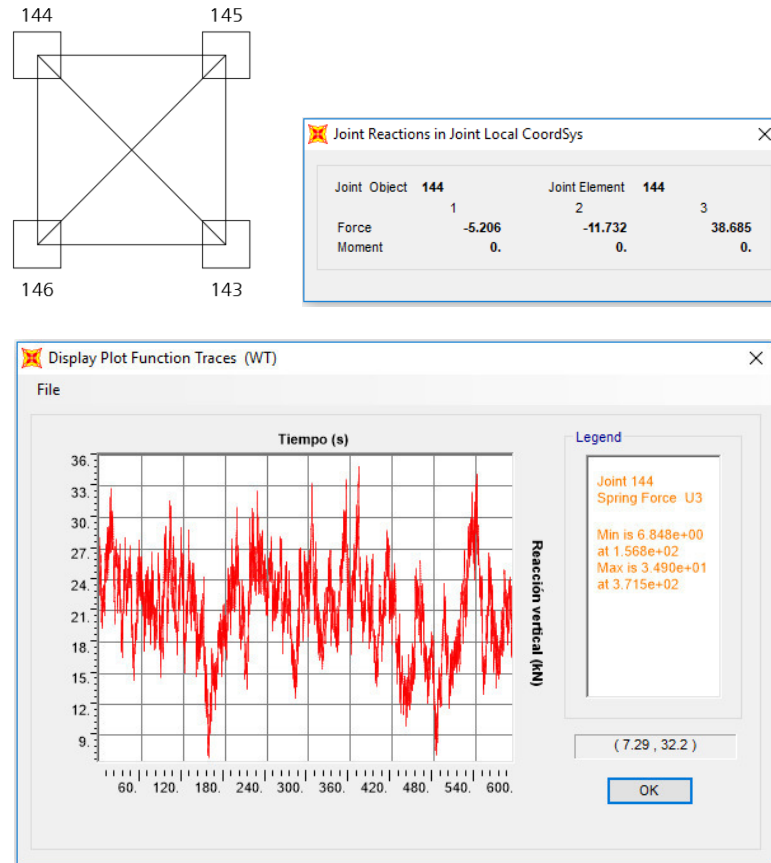 144 145
146 143
Joint Reactions in Joint Local CoordSys
Joint Object 144 Joint Element 144
1 2 3
Force -5.206 -11.732 38.685
Moment 0. 0. 0.
Display Plot Function Traces (WT)
File
Tiempo (s)
36.
33.
30.
27.
24.
21.
18.
15.
12.
9.
60. 120. 180. 240. 300. 360. 420. 480. 540. 600.
Reacción vertical (kN)
Legend
Joint 144
Spring Force U3
Min is 6.848e+00
at 1.568e+02
Max is 3.490e+01
at 3.715e+02
( 7.29 , 32.2 )
OK